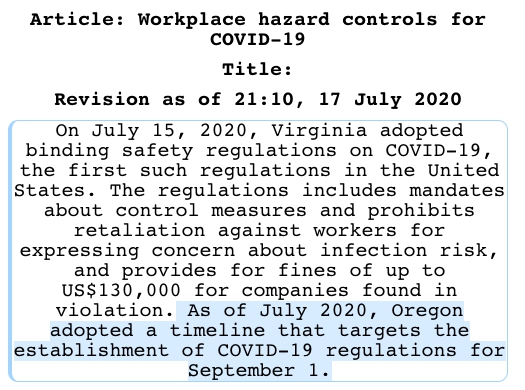 Article: Workplace hazard controls for
COVID-19
Title:
Revision as of 21:10, 17 July 2020
On July 15, 2020, Virginia adopted
binding safety regulations on COVID-19,
the first such regulations in the United
States. The regulations includes mandates
about control measures and prohibits
retaliation against workers for
expressing concern about infection risk,
and provides for fines of up to
US$130,000 for companies found in
violation. As of July 2020, Oregon
adopted a timeline that targets the
establishment of COVID-19 regulations for
September 1.